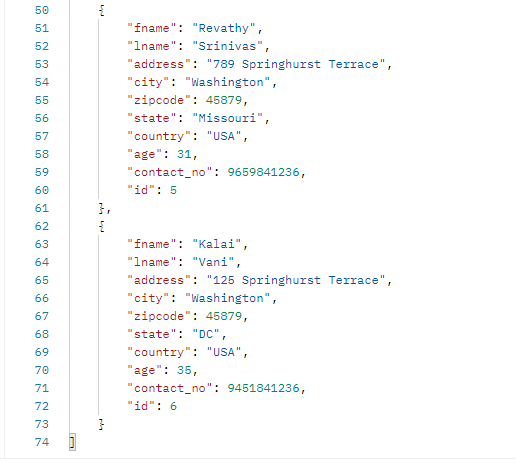 50 {
51 "fname": "Revathy",
52 "lname": "Srinivas",
53 "address": "789 Springhurst Terrace",
54 "city": "Washington",
55 "zipcode": 45879,
56 "state": "Missouri",
57 "country": "USA",
58 "age": 31,
59 "contact_no": 9659841236,
60 "id": 5
61 },
62 {
63 "fname": "Kalai",
64 "lname": "Vani",
65 "address": "125 Springhurst Terrace",
66 "city": "Washington",
67 "zipcode": 45879,
68 "state": "DC",
69 "country": "USA",
70 "age": 35,
71 "contact_no": 9451841236,
72 "id": 6
73 }
74 ]